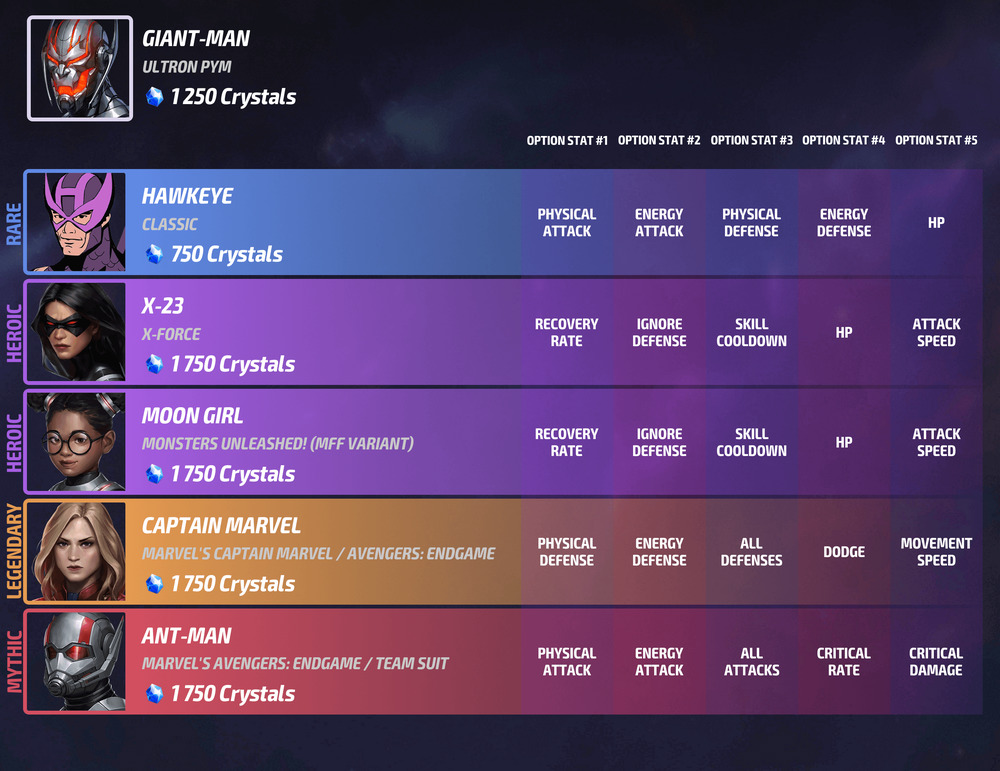 GIANT-MAN
ULTRON PYM
1 250 Crystals
OPTION STAT #1 OPTION STAT #2 OPTION STAT #3 OPTION STAT #4 OPTION STAT #5
RARE
HAWKEYE
CLASSIC
750 Crystals
PHYSICAL ATTACK
ENERGY ATTACK
PHYSICAL DEFENSE
ENERGY DEFENSE
HP
HEROIC
X-23
X-FORCE
1 750 Crystals
RECOVERY RATE
IGNORE DEFENSE
SKILL COOLDOWN
HP
ATTACK SPEED
HEROIC
MOON GIRL
MONSTERS UNLEASHED! (MFF VARIANT)
1 750 Crystals
RECOVERY RATE
IGNORE DEFENSE
SKILL COOLDOWN
HP
ATTACK SPEED
LEGENDARY
CAPTAIN MARVEL
MARVEL'S CAPTAIN MARVEL / AVENGERS: ENDGAME
1 750 Crystals
PHYSICAL DEFENSE
ENERGY DEFENSE
ALL DEFENSES
DODGE
MOVEMENT SPEED
MYTHIC
ANT-MAN
MARVEL'S AVENGERS: ENDGAME / TEAM SUIT
1 750 Crystals
PHYSICAL ATTACK
ENERGY ATTACK
ALL ATTACKS
CRITICAL RATE
CRITICAL DAMAGE